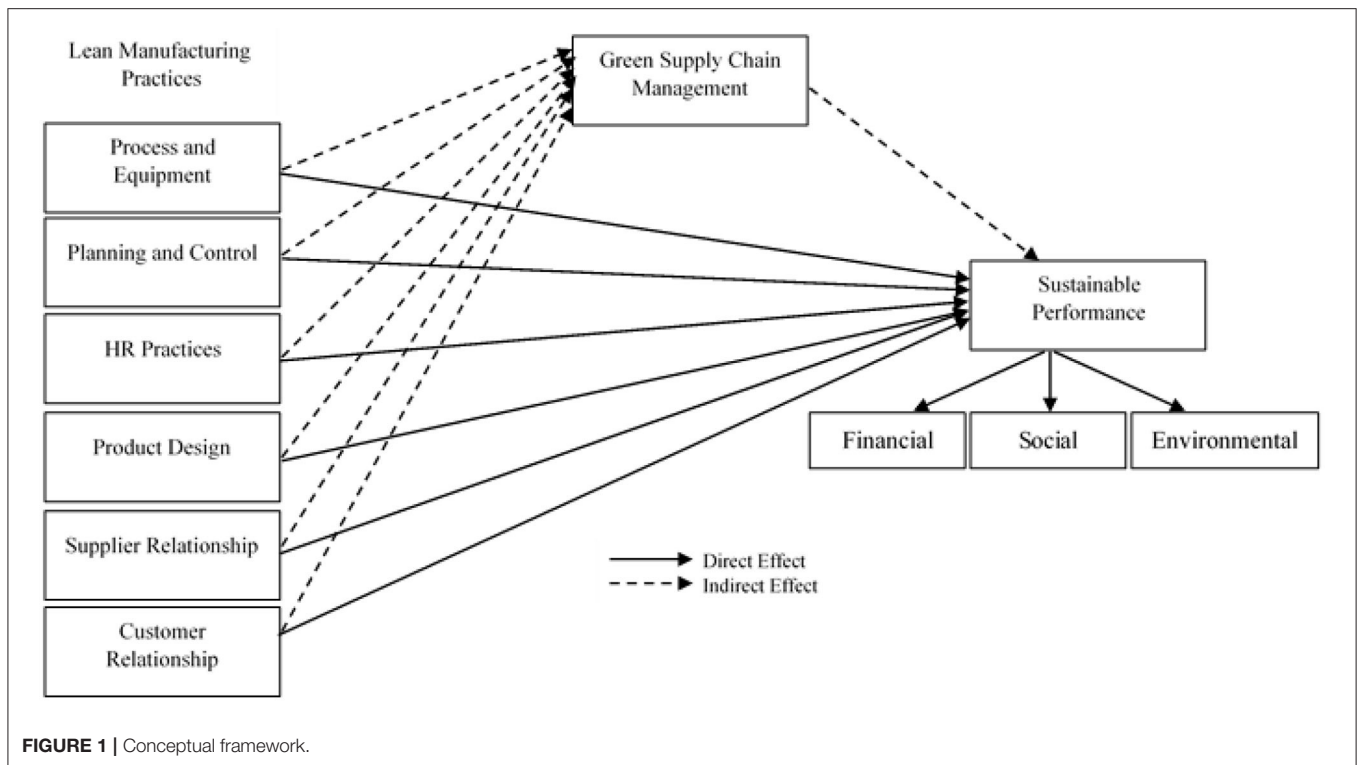 Lean Manufacturing
Practices
Green Supply Chain
Management
Process and
Equipment
Planning and Control
HR Practices
Product Design
Supplier Relationship
Customer
Relationship
Sustainable
Performance
Financial
Social
Environmental
Direct Effect
Indirect Effect
FIGURE 1 | Conceptual framework.